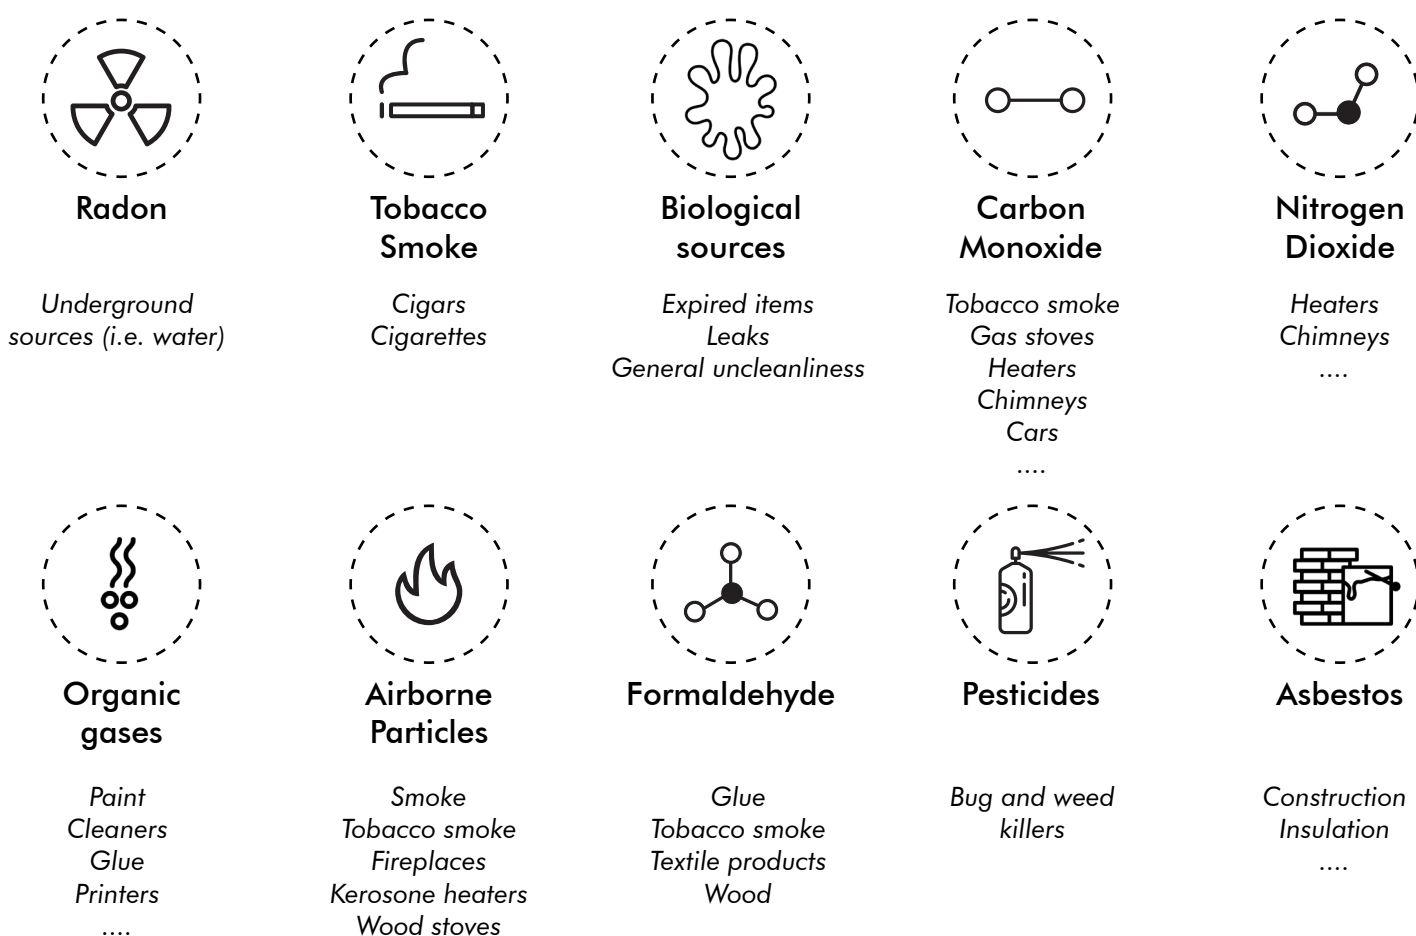 Radon
Underground
sources (i.e. water)
Tobacco
Smoke
Cigars
Cigarettes
Biological
sources
Expired items
Leaks
General uncleanliness
Carbon
Monoxide
Tobacco smoke
Gas stoves
Heaters
Chimneys
Cars
....
Nitrogen
Dioxide
Heaters
Chimneys
....
Organic
gases
Paint
Cleaners
Glue
Printers
....
Airborne
Particles
Smoke
Tobacco smoke
Fireplaces
Kerosone heaters
Wood stoves
Formaldehyde
Glue
Tobacco smoke
Textile products
Wood
Pesticides
Bug and weed
killers
Asbestos
Construction
Insulation
....